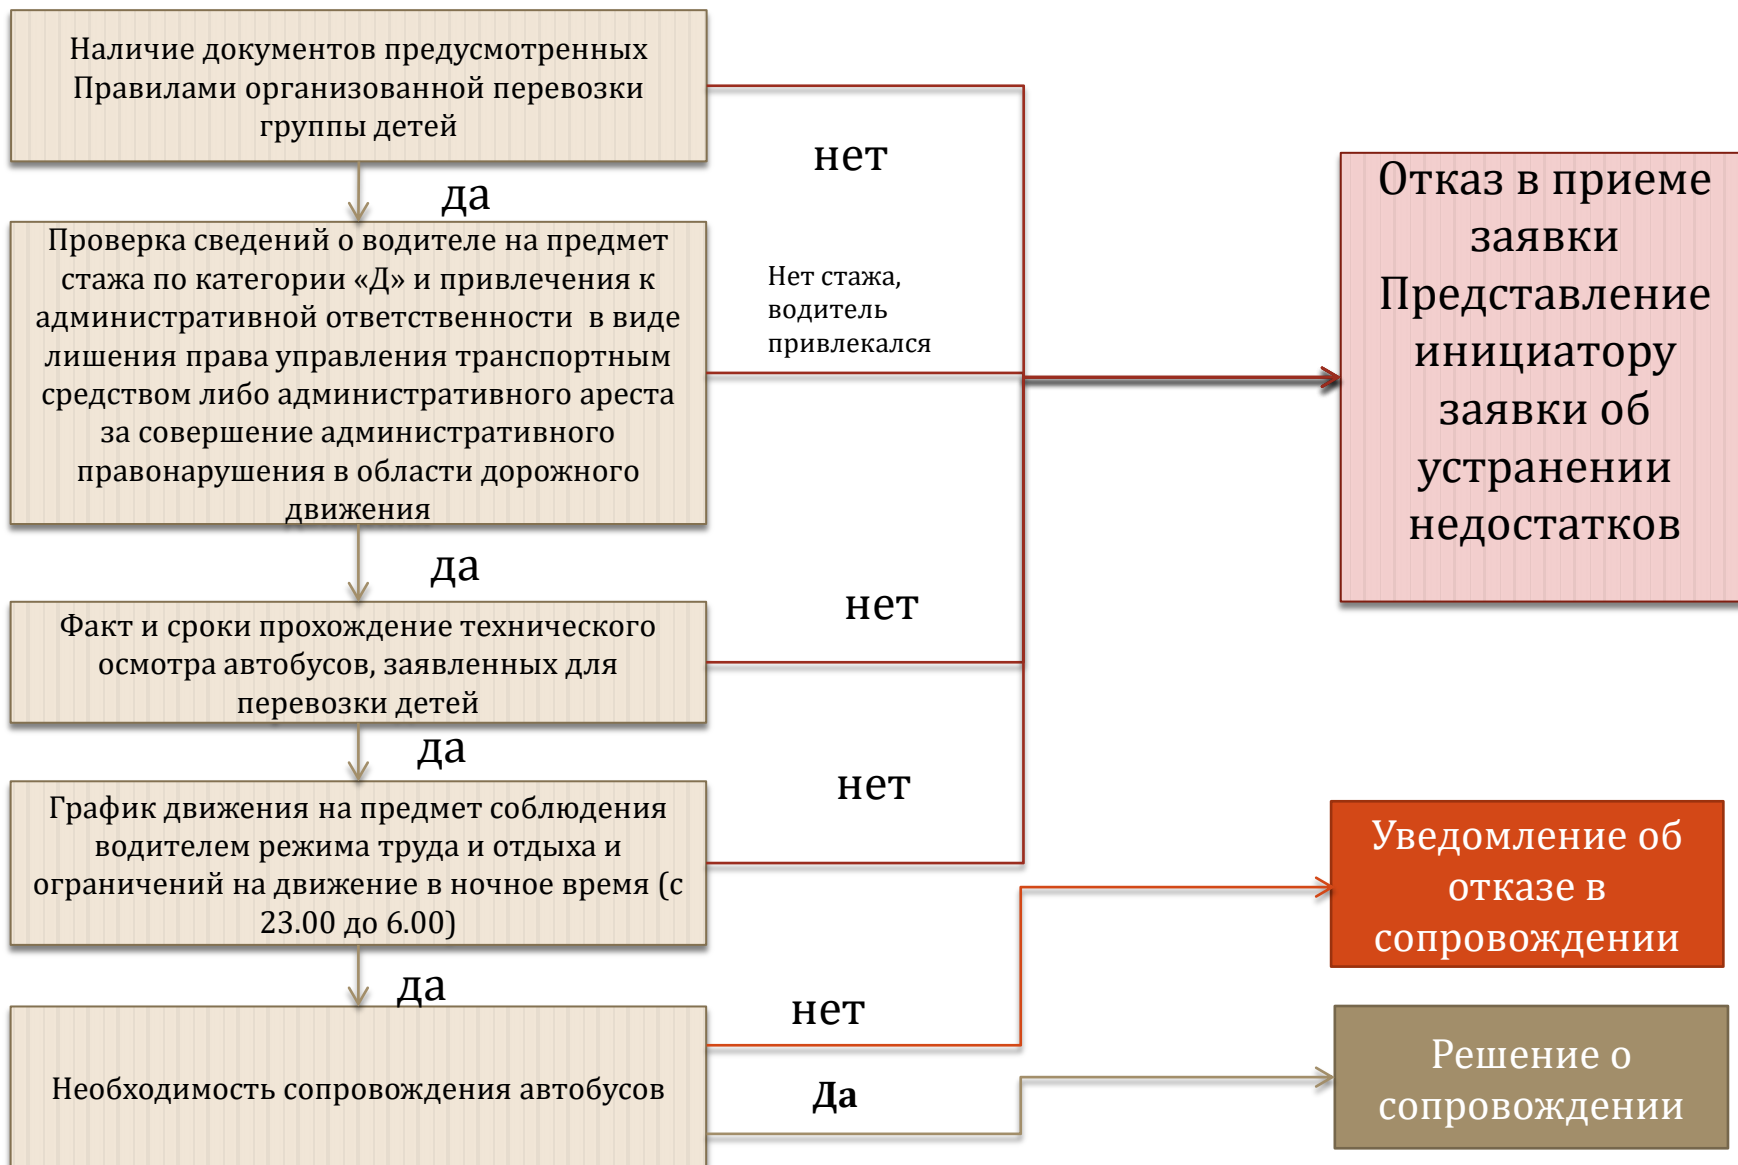 Наличие документов предусмотренных
Правилами организованной перевозки
группы детей
нет
да
Проверка сведений о водителе на предмет
стажа по категории «Д» и привлечения к
административной ответственности в виде
лишения права управления транспортным
средством либо административного ареста
за совершение административного
правонарушения в области дорожного
движения
Нет стажа,
водитель
привлекался
Отказ в приеме
заявки
Представление
инициатору
заявки об
устранении
недостатков
да
Факт и сроки прохождение технического
осмотра автобусов, заявленных для
перевозки детей
нет
да
График движения на предмет соблюдения
водителем режима труда и отдыха и
ограничений на движение в ночное время (с
23.00 до 6.00)
нет
Уведомление об
отказе в
сопровождении
да
Необходимость сопровождения автобусов
нет
Да
Решение о
сопровождении